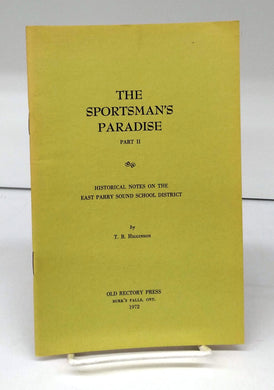 THE
SPORTSMAN'S
PARADISE
PART II
HISTORICAL NOTES ON THE
EAST PARRY SOUND SCHOOL DISTRICT
By
T. B. HIGGINSON
OLD RECTORY PRESS
BURK'S FALLS, ONT.
1972